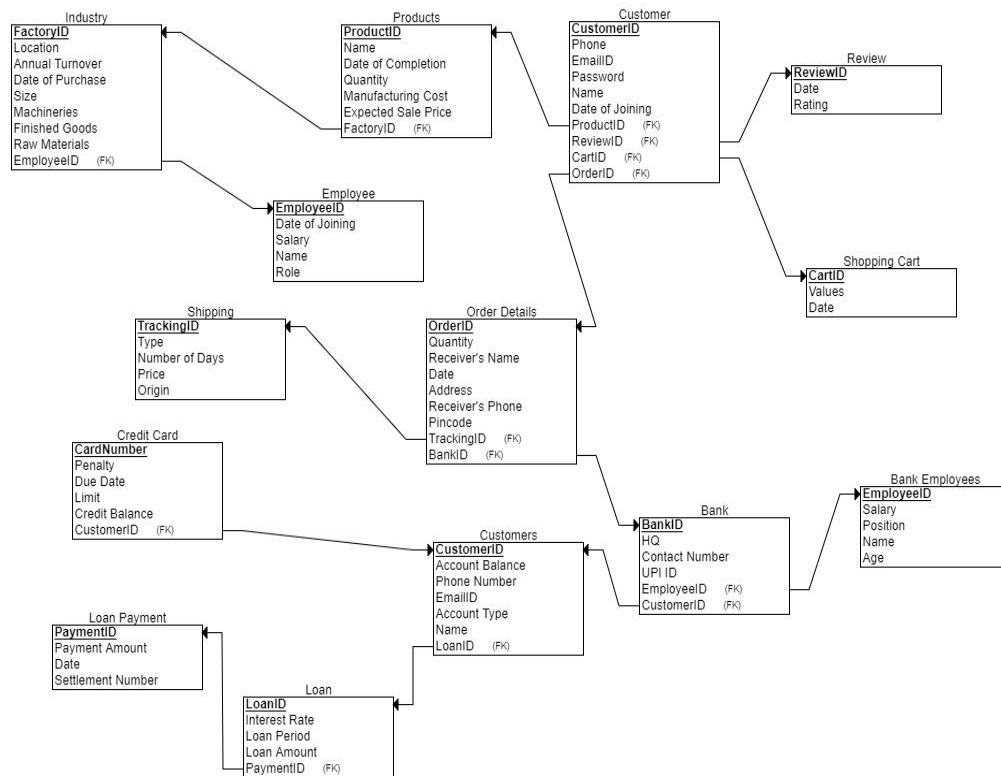 Industry
FactoryID
Location
Annual Turnover
Date of Purchase
Size
Machineries
Finished Goods
Raw Materials
EmployeeID (FK)
Products
ProductID
Name
Date of Completion
Quantity
Manufacturing Cost
Expected Sale Price
FactoryID (FK)
Customer
CustomerID
Phone
EmailID
Password
Name
Date of Joining
ProductID (FK)
ReviewID (FK)
CartID (FK)
OrderID (FK)
Review
ReviewID
Date
Rating
Employee
EmployeeID
Date of Joining
Salary
Name
Role
Shopping Cart
CartID
Values
Date
Shipping
TrackingID
Type
Number of Days
Price
Origin
Order Details
OrderID
Quantity
Receiver's Name
Date
Address
Receiver's Phone
Pincode
TrackingID (FK)
BankID (FK)
Credit Card
CardNumber
Penalty
Due Date
Limit
Credit Balance
CustomerID (FK)
Customers
CustomerID
Account Balance
Phone Number
EmailID
Account Type
Name
LoanID (FK)
Bank
BankID
HQ
Contact Number
UPI ID
EmployeeID (FK)
CustomerID (FK)
Bank Employees
EmployeeID
Salary
Position
Name
Age
Loan Payment
PaymentID
Payment Amount
Date
Settlement Number
Loan
LoanID
Interest Rate
Loan Period
Loan Amount
PaymentID (FK)